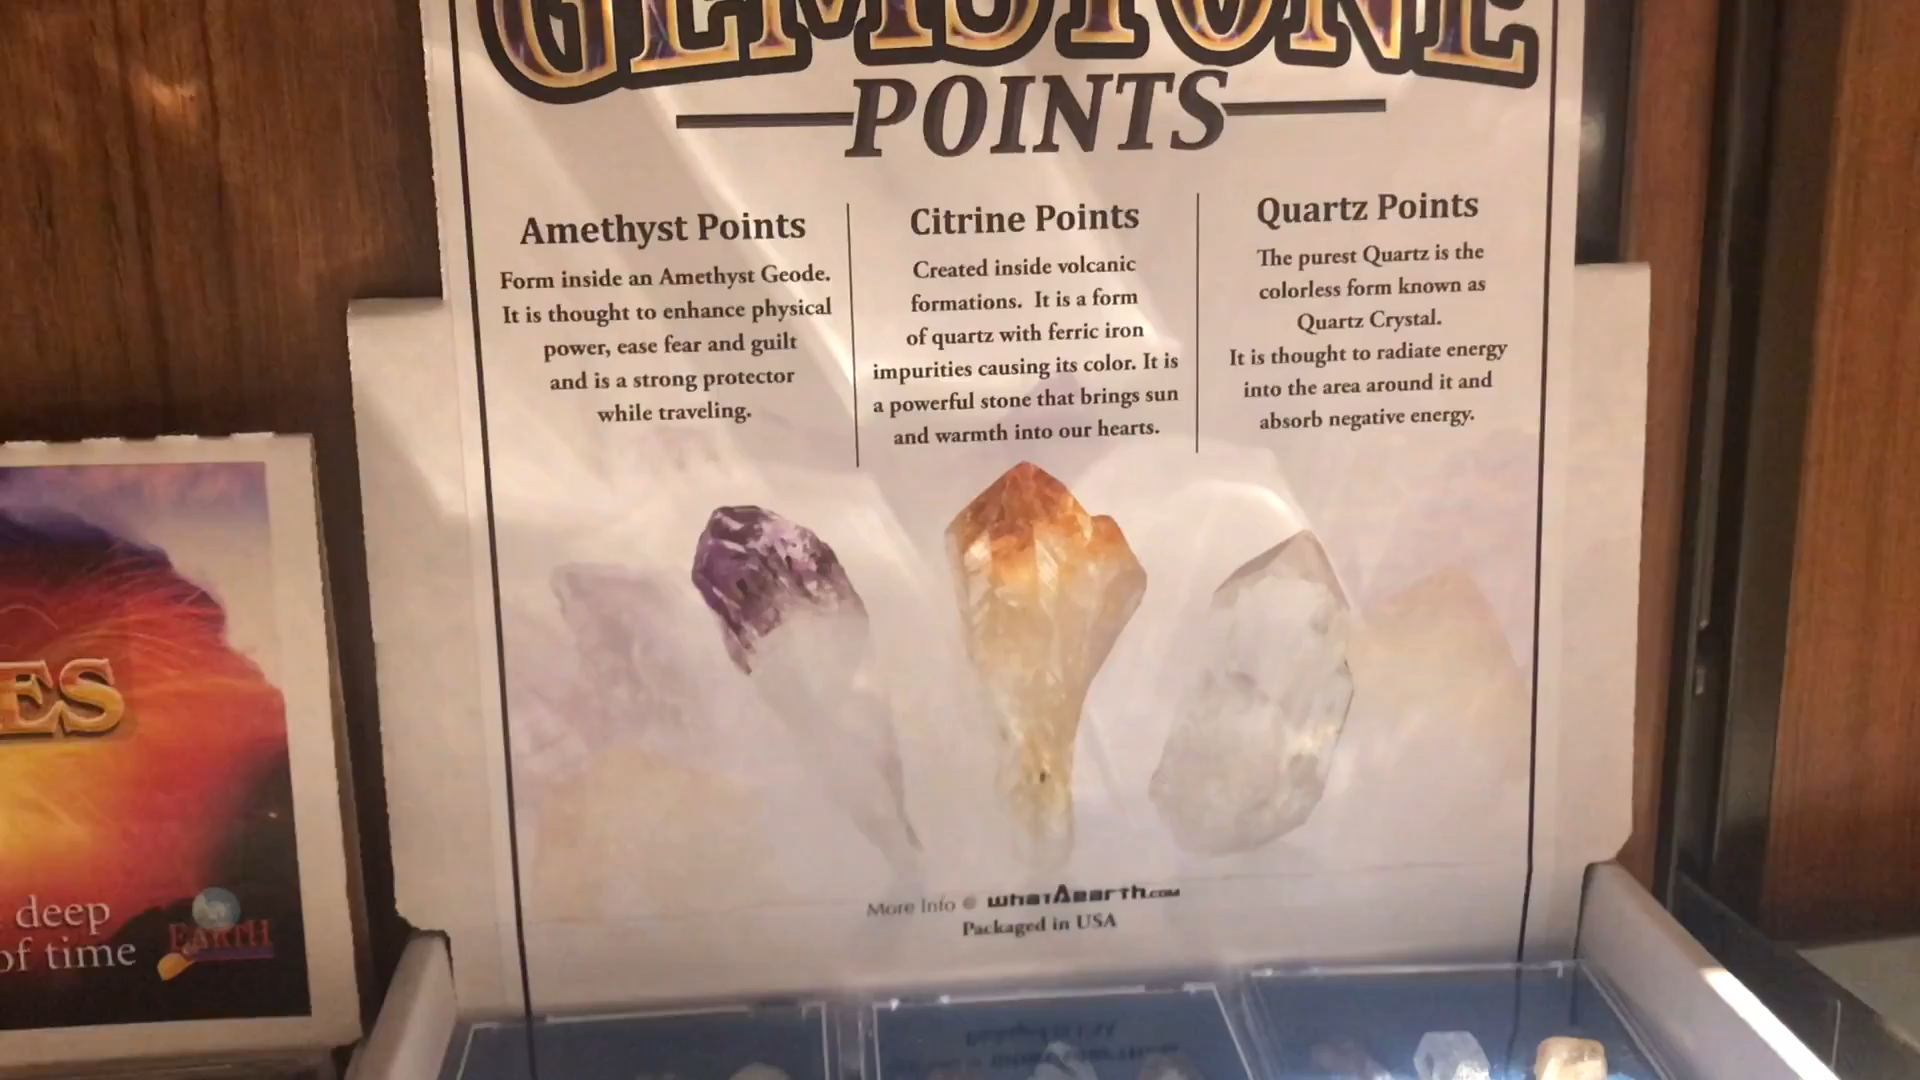 GEMSTONE
POINTS
Amethyst Points
Form inside an Amethyst Geode.
It is thought to enhance physical
power, ease fear and guilt
and is a strong protector
while traveling.
Citrine Points
Created inside volcanic
formations. It is a form
of quartz with ferric iron
impurities causing its color. It is
a powerful stone that brings sun
and warmth into our hearts.
Quartz Points
The purest Quartz is the
colorless form known as
Quartz Crystal.
It is thought to radiate energy
into the area around it and
absorb negative energy.
More Info @ whatAearth.com
Packaged in USA
ES
deep
of time
EARTH